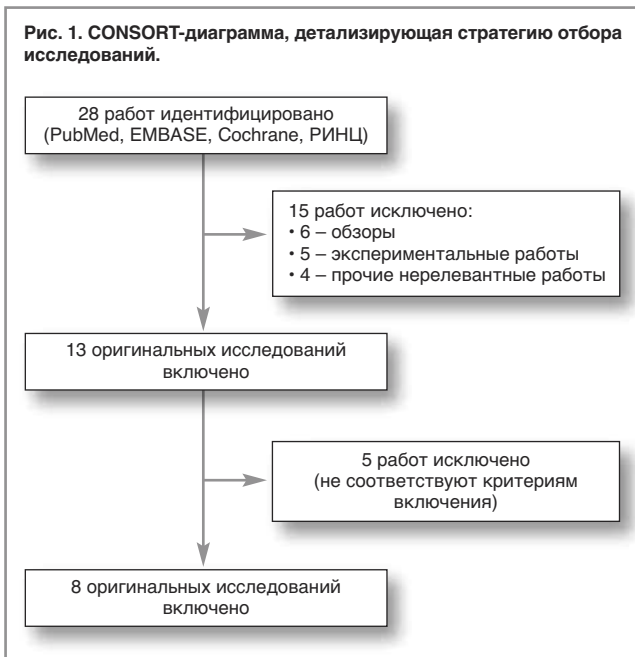 Рис. 1. CONSORT-диаграмма, детализирующая стратегию отбора
исследований.
28 работ идентифицировано
(PubMed, EMBASE, Cochrane, РИНЦ)
15 работ исключено:
• 6 – обзоры
• 5 – экспериментальные работы
• 4 – прочие нерелевантные работы
13 оригинальных исследований
включено
5 работ исключено
(не соответствуют критериям
включения)
8 оригинальных исследований
включено